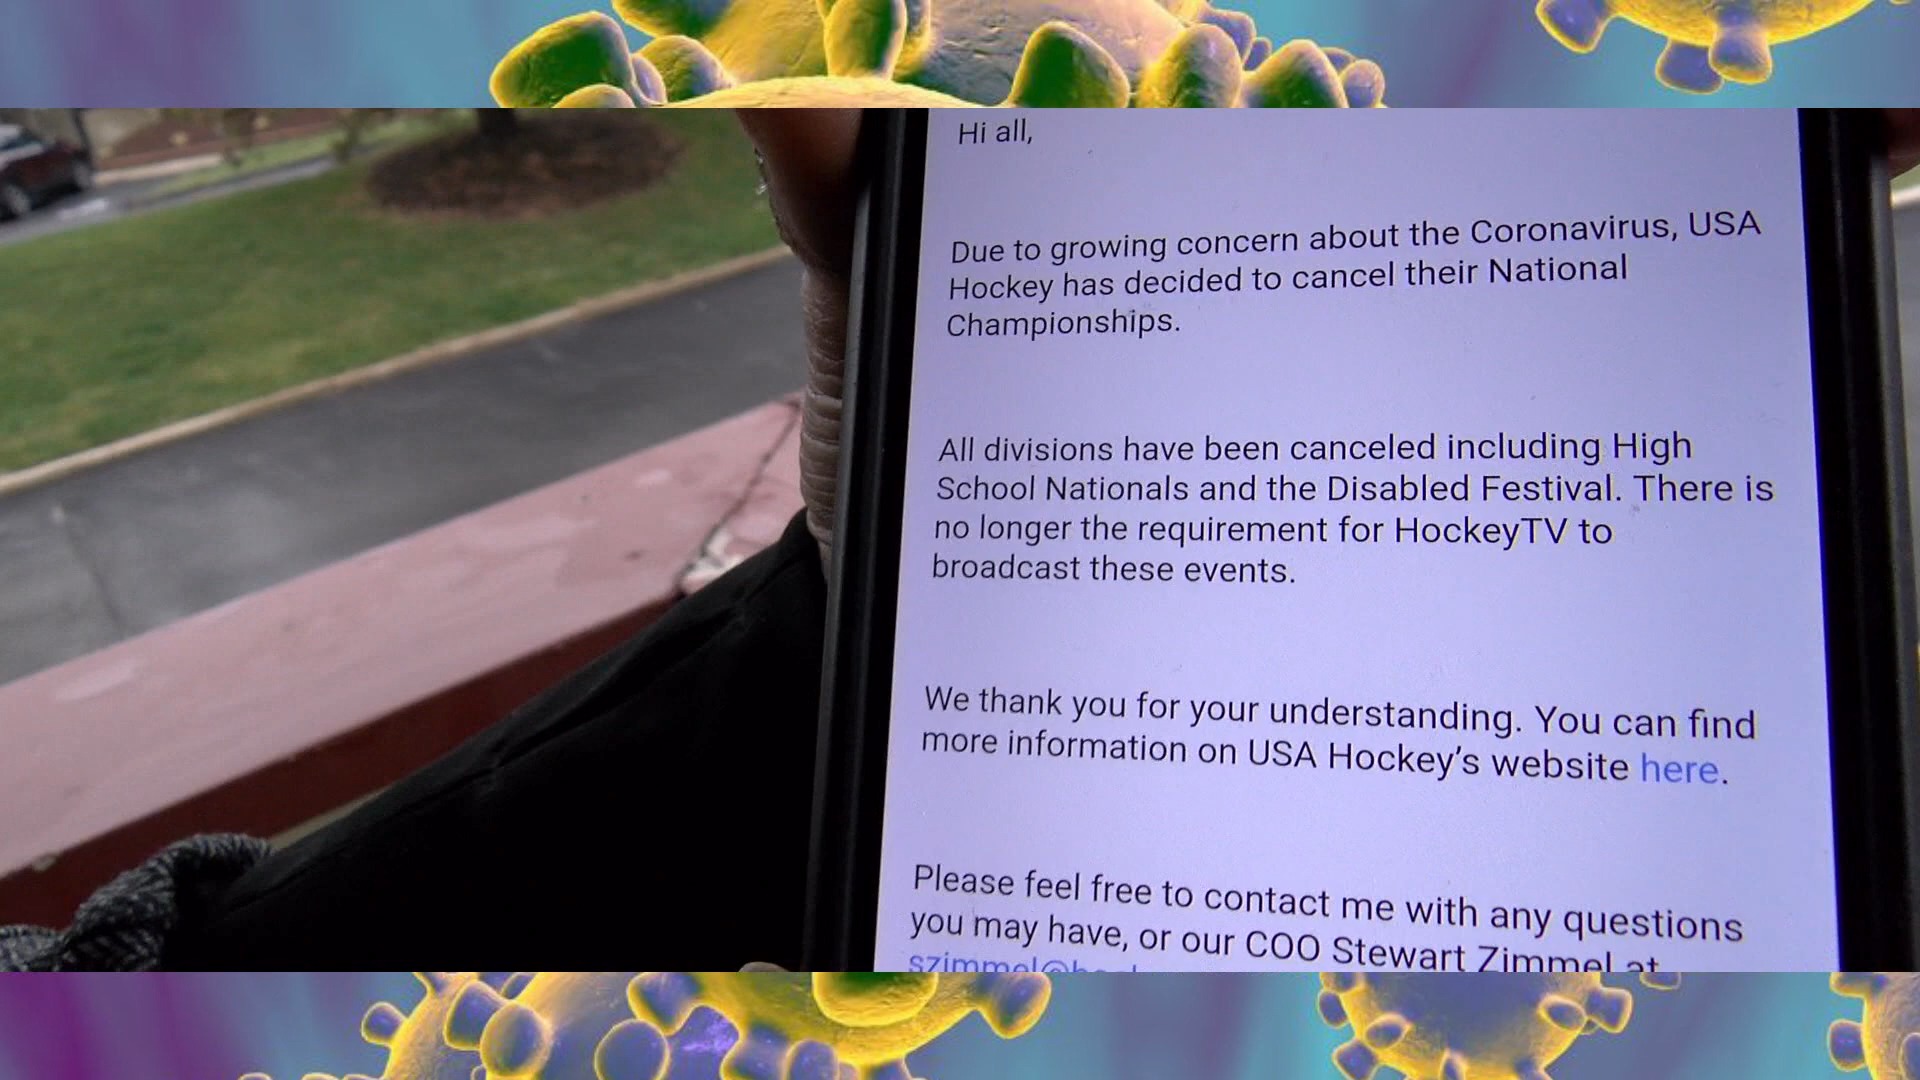 Hi all,
Due to growing concern about the Coronavirus, USA
Hockey has decided to cancel their National
Championships.
All divisions have been canceled including High
School Nationals and the Disabled Festival. There is
no longer the requirement for HockeyTV to
broadcast these events.
We thank you for your understanding. You can find
more information on USA Hockey's website here.
Please feel free to contact me with any questions
you may have, or our COO Stewart Zimmel at